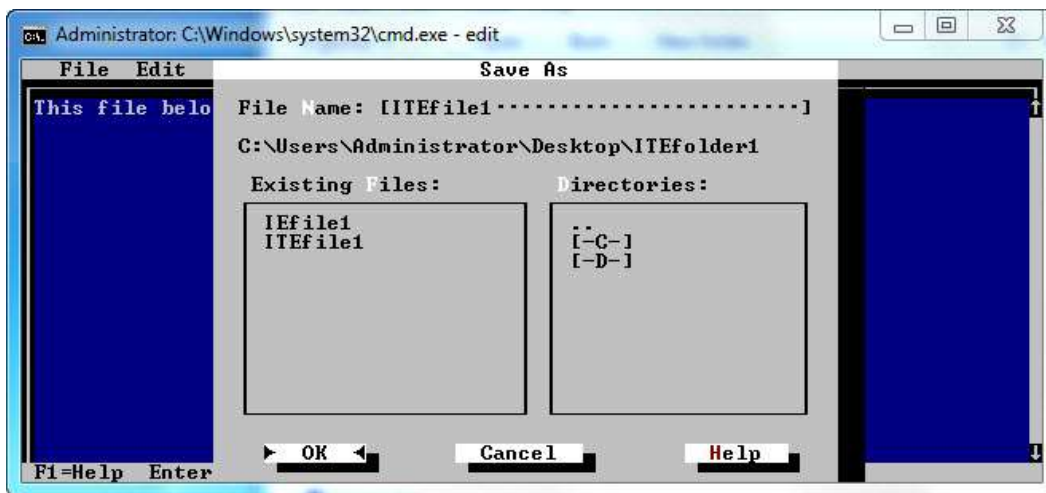 Administrator: C:\Windows\system32\cmd.exe - edit
File Edit
Save As
This file belo
File Name: [ITEfile1·························]
C:\Users\Administrator\Desktop\ITEfolder1
Existing Files: Directories:
IEfile1
ITEfile1
..
[-C-]
[-D-]
OK Cancel Help
F1=Help Enter